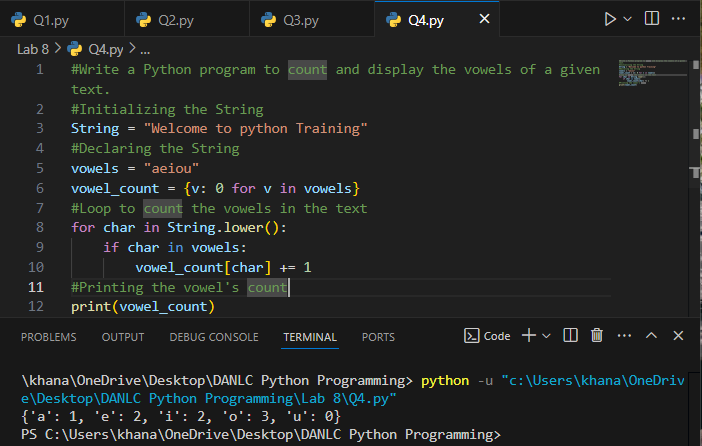 Q1.py Q2.py Q3.py Q4.py
Lab 8 > Q4.py > ...
1 #Write a Python program to count and display the vowels of a given
text.
2 #Initializing the String
3 String = "Welcome to python Training"
4 #Declaring the String
5 vowels = "aeiou"
6 vowel_count = {v: 0 for v in vowels}
7 #Loop to count the vowels in the text
8 for char in String.lower():
9 if char in vowels:
10 vowel_count[char] += 1
11 #Printing the vowel's count
12 print(vowel_count)
PROBLEMS OUTPUT DEBUG CONSOLE TERMINAL PORTS Code
\khana\OneDrive\Desktop\DANLC Python Programming> python -u "c:\Users\khana\OneDriv
e\Desktop\DANLC Python Programming\Lab 8\Q4.py"
{'a': 1, 'e': 2, 'i': 2, 'o': 3, 'u': 0}
PS C:\Users\khana\OneDrive\Desktop\DANLC Python Programming>